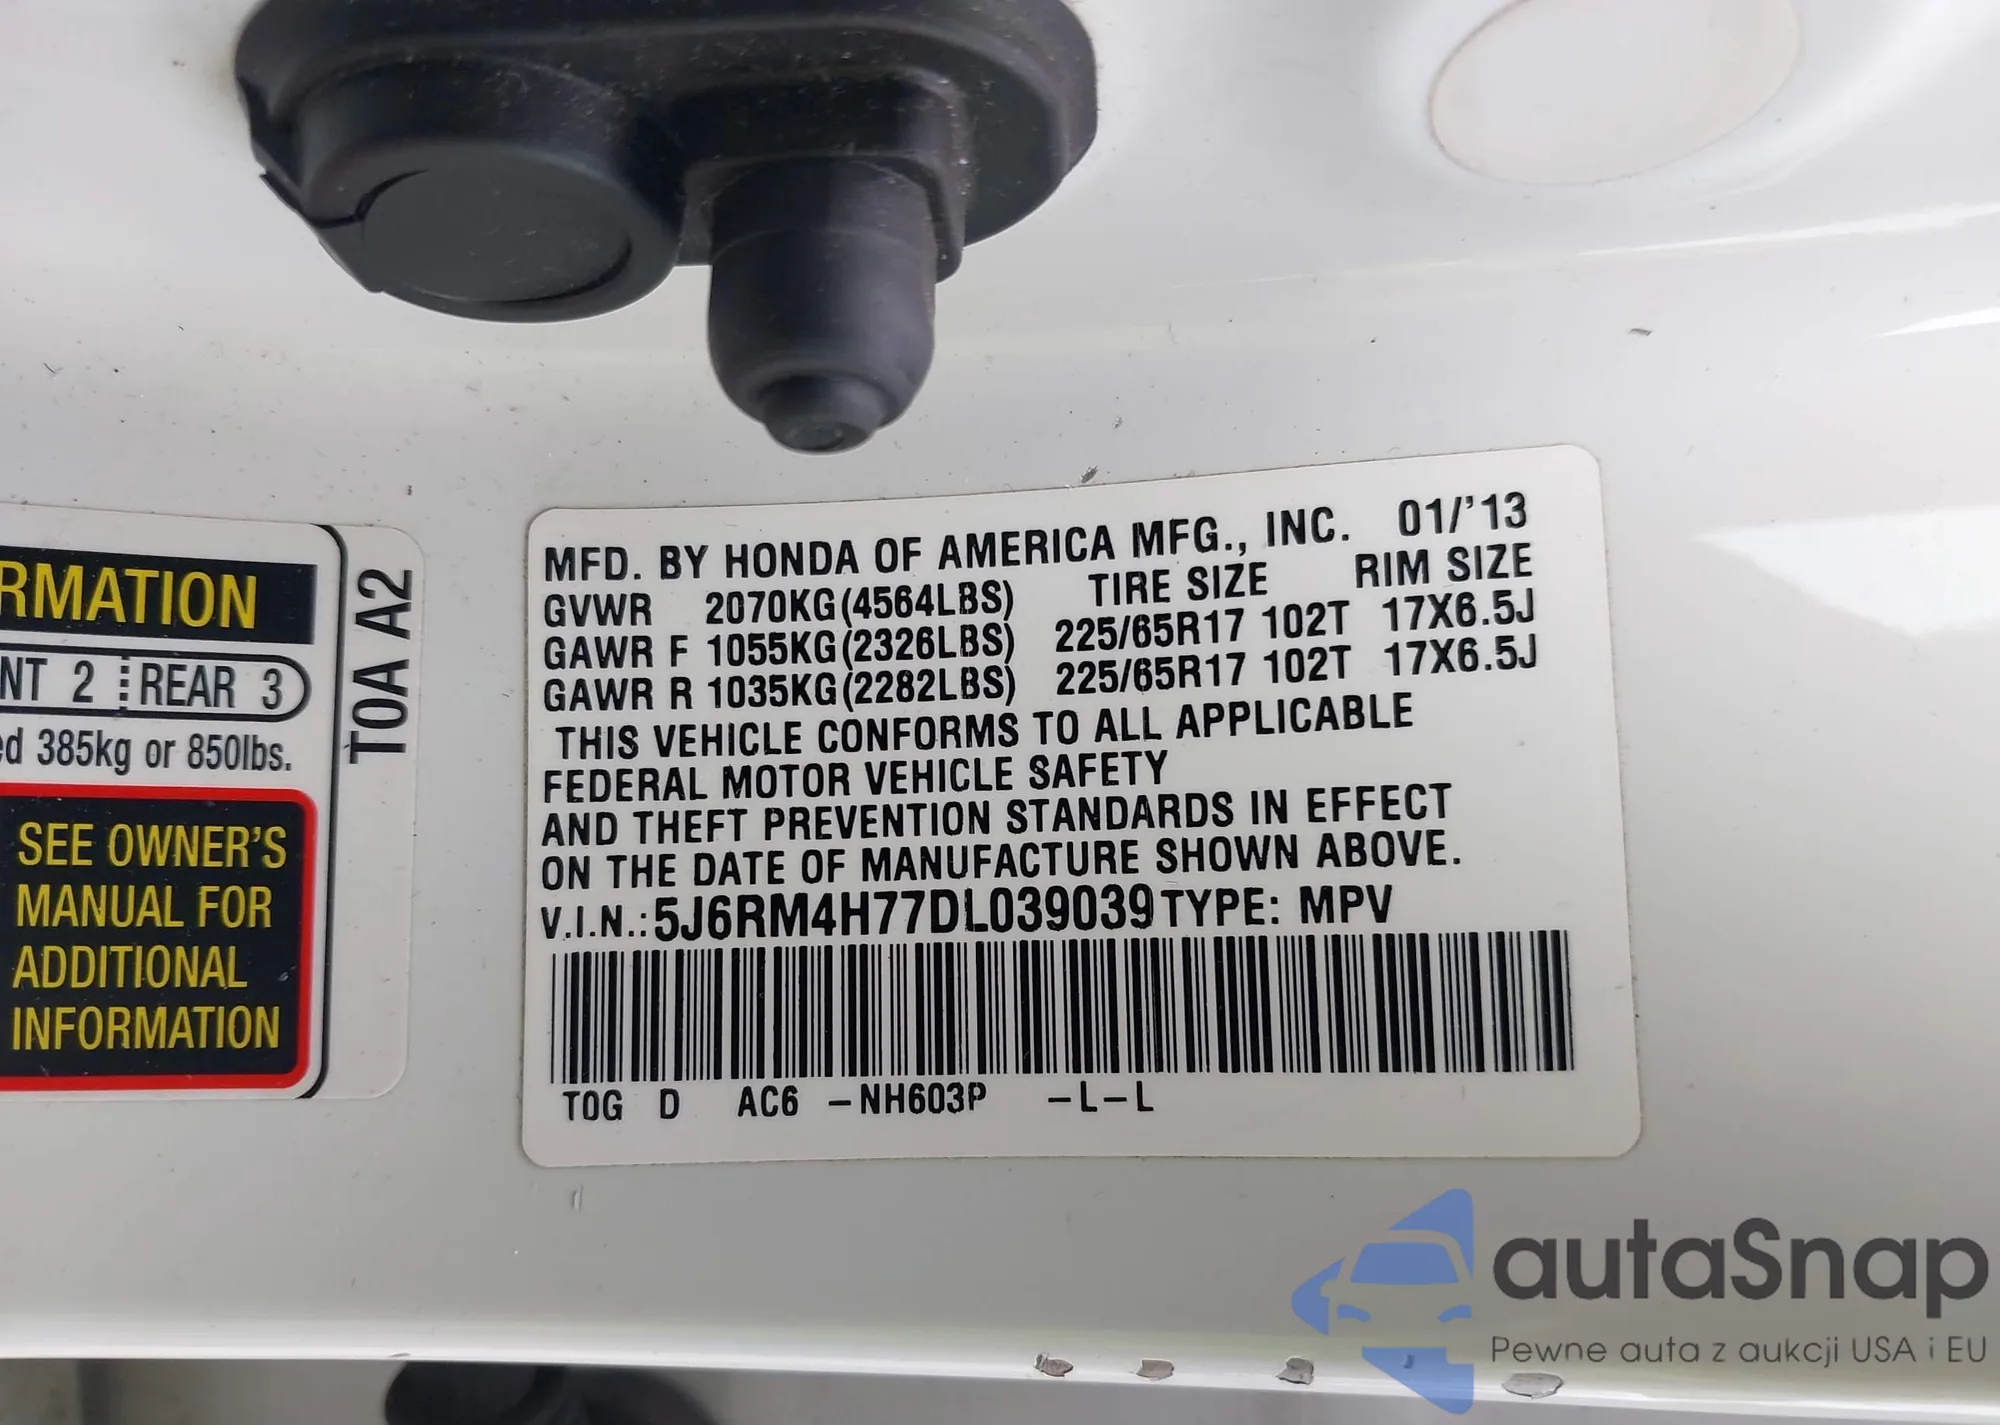 RMATION
NT 2 REAR 3
ed 385kg or 850lbs.
SEE OWNER'S
MANUAL FOR
ADDITIONAL
INFORMATION
T0A A2
MFD. BY HONDA OF AMERICA MFG., INC. 01/'13
GVWR 2070KG(4564LBS) TIRE SIZE RIM SIZE
GAWR F 1055KG(2326LBS) 225/65R17 102T 17X6.5J
GAWR R 1035KG(2282LBS) 225/65R17 102T 17X6.5J
THIS VEHICLE CONFORMS TO ALL APPLICABLE
FEDERAL MOTOR VEHICLE SAFETY
AND THEFT PREVENTION STANDARDS IN EFFECT
ON THE DATE OF MANUFACTURE SHOWN ABOVE.
V.I.N.:5J6RM4H77DL039039 TYPE: MPV
T0G D AC6 -NH603P -L-L
autaSnap
Pewne auta z aukcji USA i EU